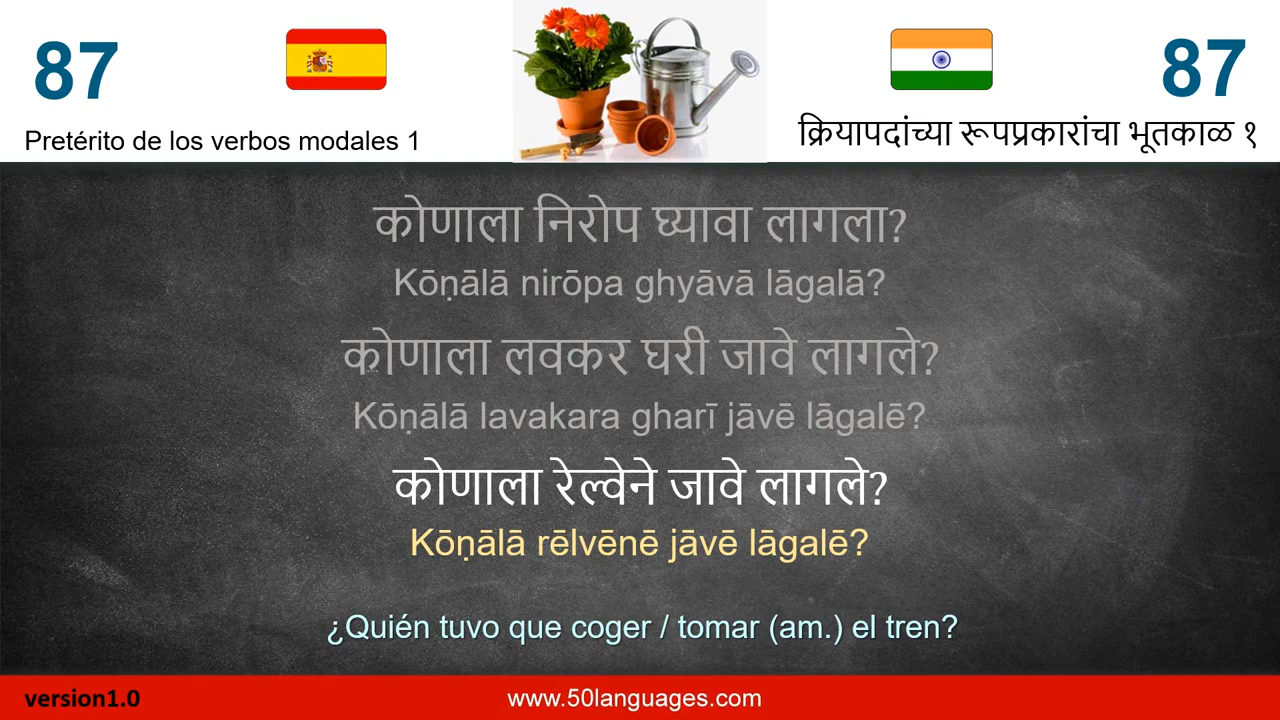 87
87
Pretérito de los verbos modales 1
क्रियापदांच्या रूपप्रकारांचा भूतकाळ १
कोणाला निरोप घ्यावा लागला?
Kōṇālā nirōpa ghyāvā lāgalā?
कोणाला लवकर घरी जावे लागले?
Kōṇālā lavakara gharī jāvē lāgalē?
कोणाला रेल्वेने जावे लागले?
Kōṇālā rēlvēnē jāvē lāgalē?
¿Quién tuvo que coger / tomar (am.) el tren?
version1.0
www.50languages.com